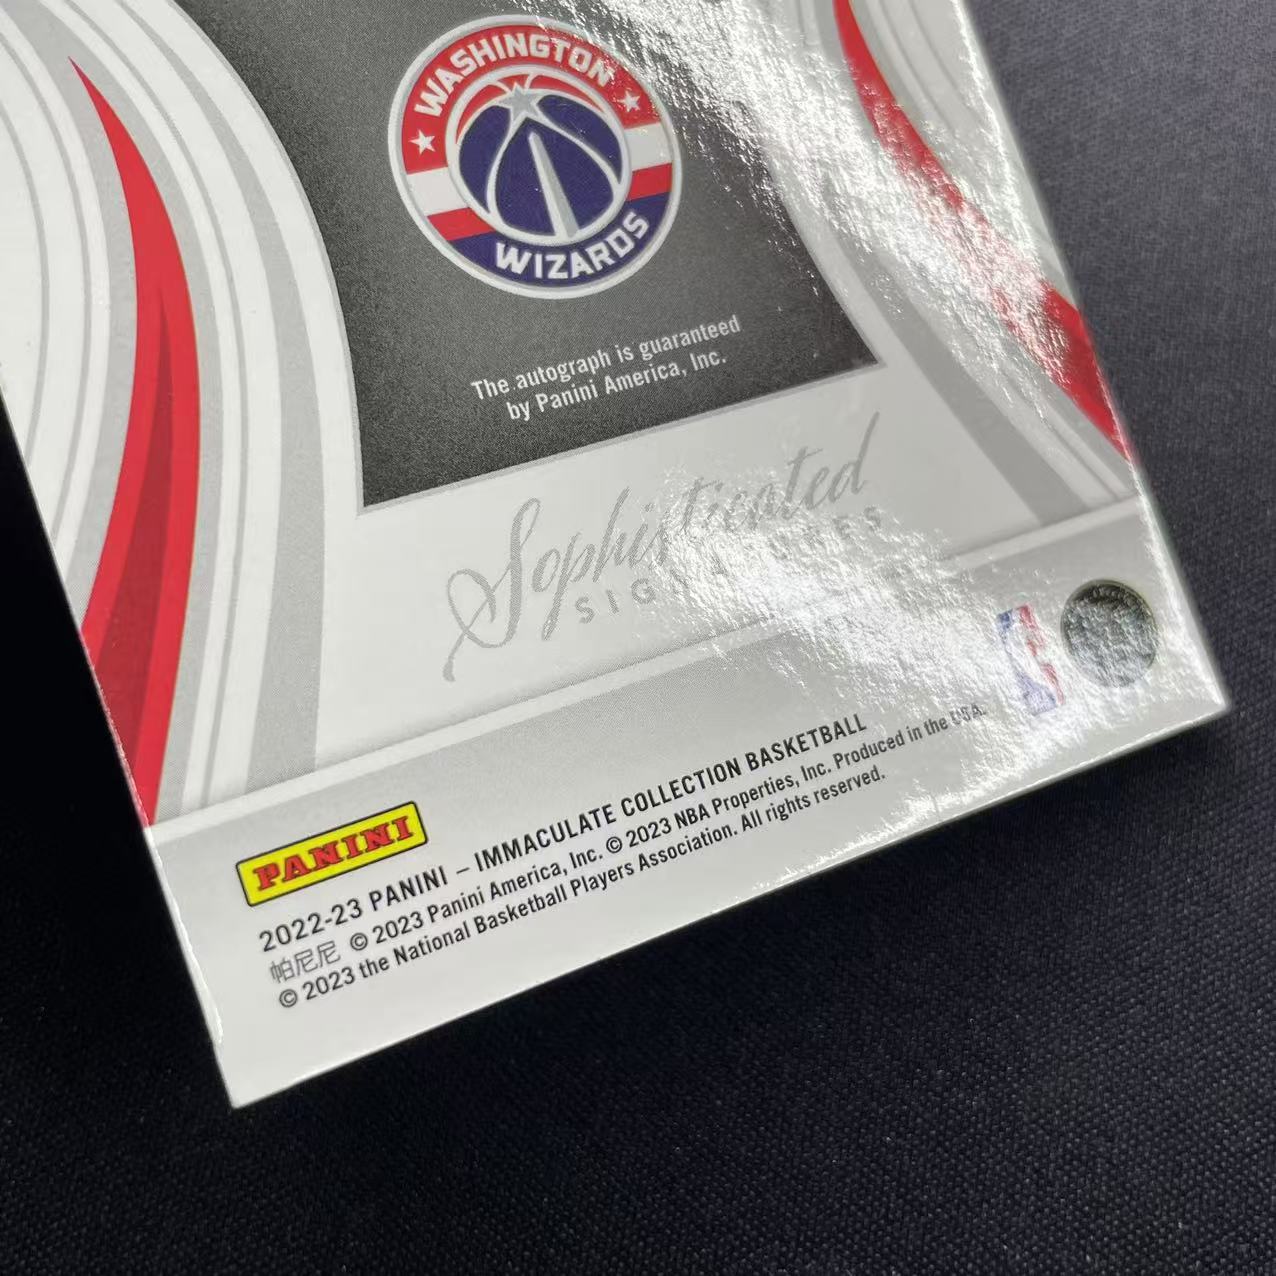 WASHINGTON
WIZARDS
The autograph is guaranteed
by Panini America, Inc.
Sophisticated
SIGNATURES
PANINI
2022-23 PANINI – IMMACULATE COLLECTION BASKETBALL
帕尼尼 © 2023 Panini America, Inc. © 2023 NBA Properties, Inc. Produced in the USA.
© 2023 the National Basketball Players Association. All rights reserved.